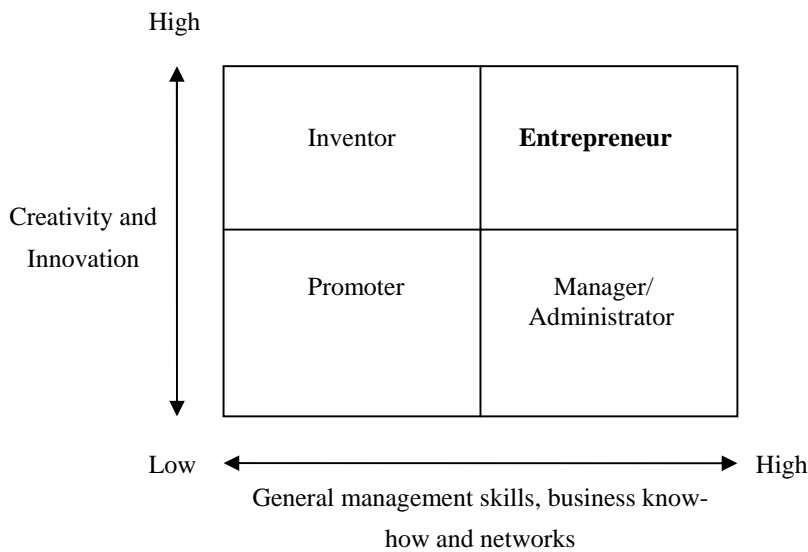 High
Inventor
Entrepreneur
Creativity and
Innovation
Promoter
Manager/
Administrator
Low
High
General management skills, business know-
how and networks